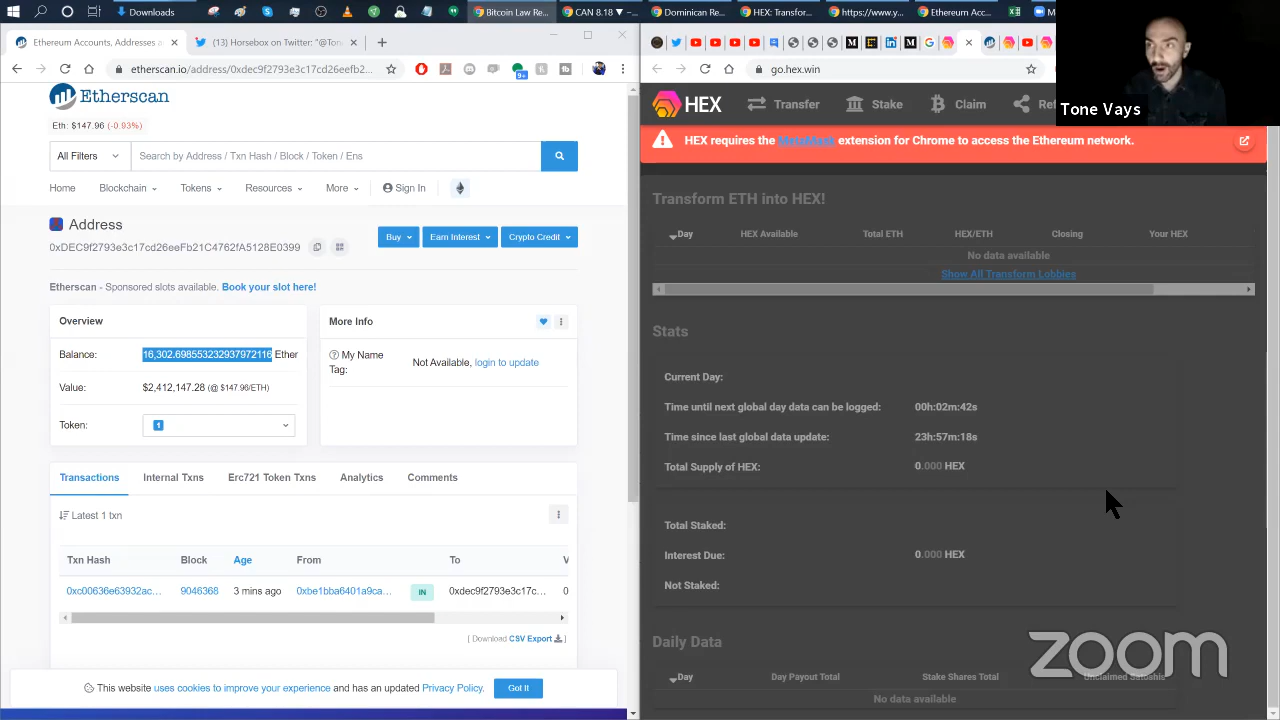 Bitcoin Law Re
CAN 8.18
Dominican
HEX: Transf
https://www.y
Ethereum Acc
Ethereum Accounts, Addresses a
(13) intersexdsv on Twitter: "@
etherscan.io/address/0xdec9f2793e3c17cd26eefb
go.hex.win
Tone Vays
Etherscan
Eth: $147.96 (-0.93%)
All Filters
Search by Address / Txn Hash / Block / Token / Ens
Home
Blockchain
Tokens
Resources
More
Sign In
Address
0xDEC9f2793e3c17cd26eeFb21C4762fA5128E0399
Buy
Earn Interest
Crypto Credit
Etherscan - Sponsored slots available. Book your slot here!
Overview
Balance:
16,302.698553232937972116 Ether
Value:
$2,412,147.28 (@ $147.96/ETH)
Token:
1
More Info
My Name Tag:
Not Available, login to update
Transactions
Internal Txns
Erc721 Token Txns
Analytics
Comments
Latest 1 txn
Txn Hash
Block
Age
From
To
V
0xc00636e63932ac...
9046368
3 mins ago
0xbe1bba6401a9ca...
IN
0xdec9f2793e3c17...
0
[ Download CSV Export ]
This website uses cookies to improve your experience and has an updated Privacy Policy.
Got It
HEX
Transfer
Stake
Claim
Ref
HEX requires the MetaMask extension for Chrome to access the Ethereum network.
Transform ETH into HEX!
Day
HEX Available
Total ETH
HEX/ETH
Closing
Your HEX
No data available
Show All Transform Lobbies
Stats
Current Day:
Time until next global day data can be logged:
00h:02m:42s
Time since last global data update:
23h:57m:18s
Total Supply of HEX:
0.000 HEX
Total Staked:
Interest Due:
0.000 HEX
Not Staked:
Daily Data
Day
Day Payout Total
Stake Shares Total
Unclaimed Satoshis
No data available
zoom